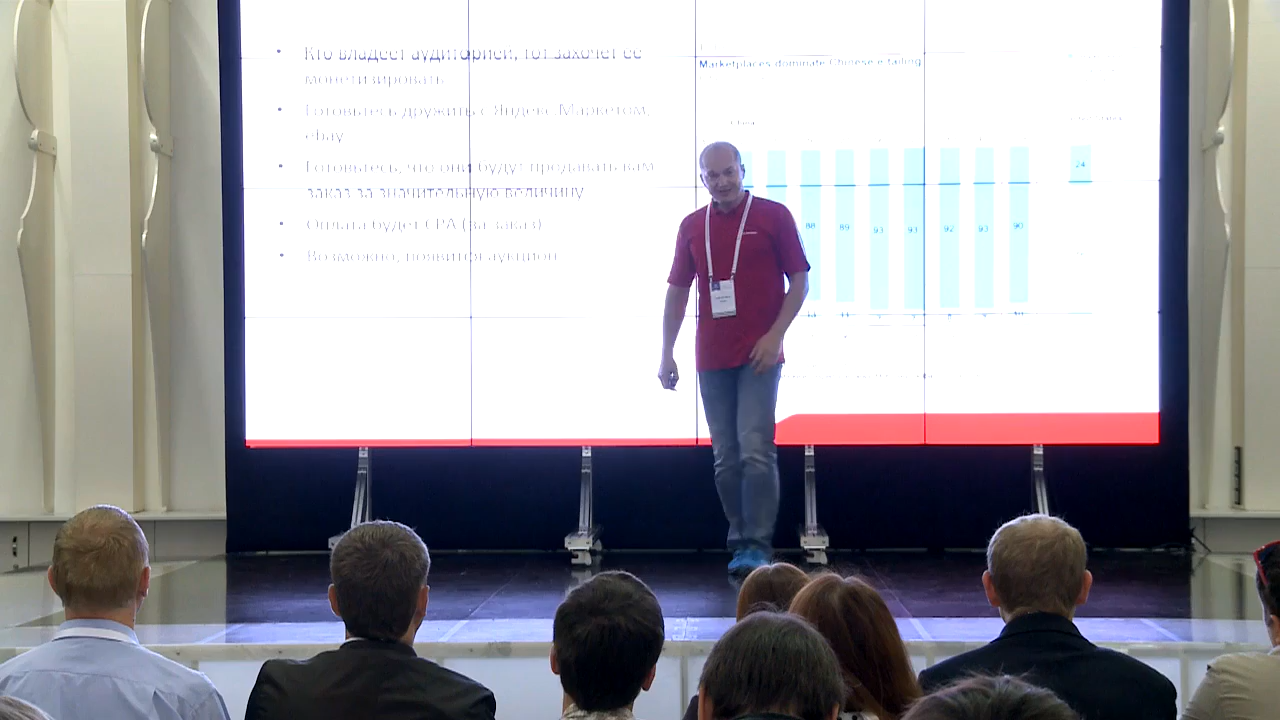 Кто владеет аудиторией, тот захочет ее
монетизировать
Готовьтесь дружить с Яндекс.Маркетом,
ebay
Готовьтесь, что они будут продавать вам
заказ за значительную величину
Оплата будет CPA (за заказ)
Возможно, появится аукцион
Marketplaces dominate Chinese e-tailing
China
24
88 89 93 93 92 93 90